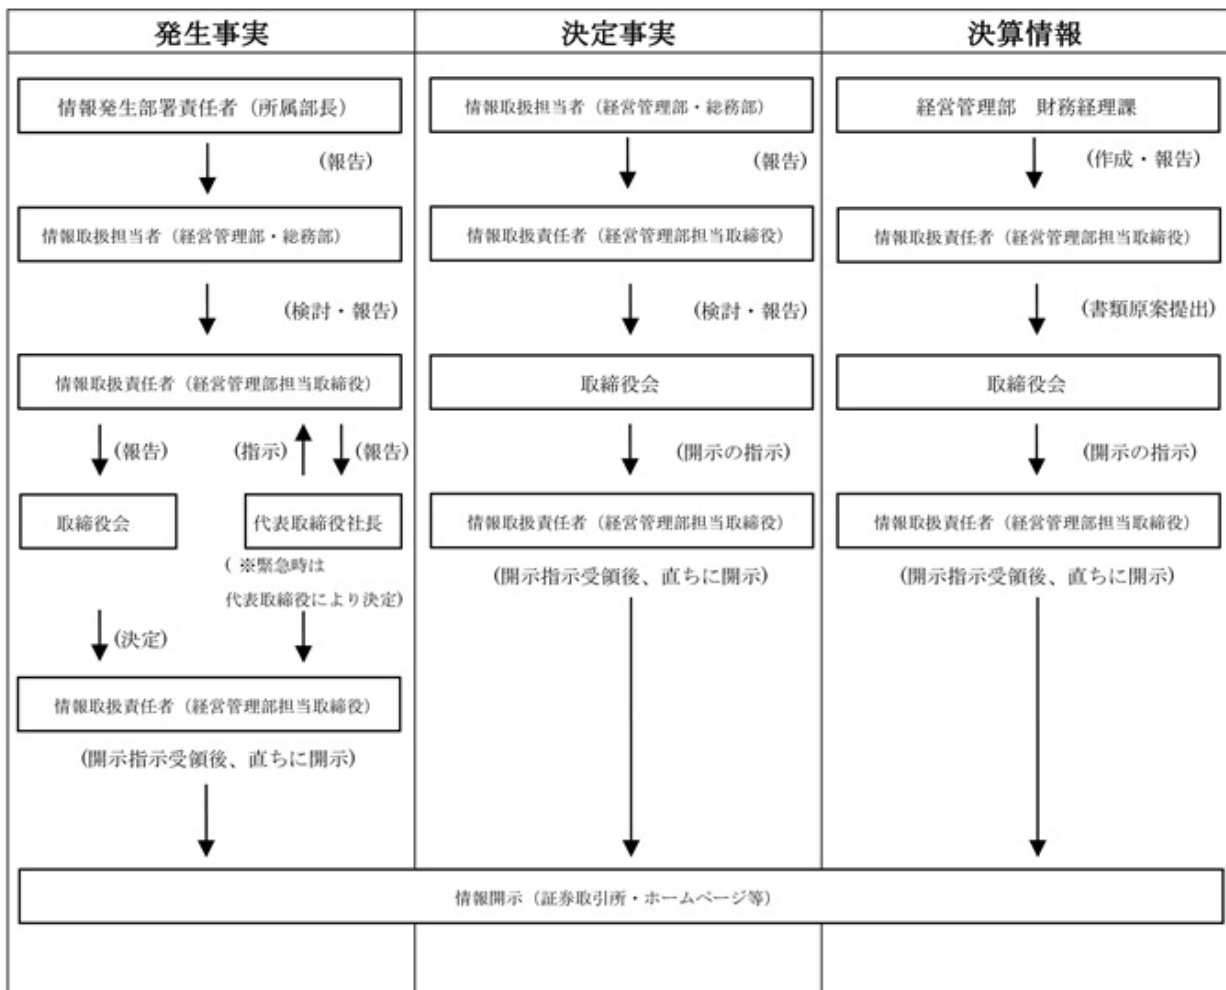 発生事実
情報発生部署責任者（所属部長）
(報告)
情報取扱担当者（経営管理部・総務部）
(検討・報告)
情報取扱責任者（経営管理部担当取締役）
(報告)
(指示)
(報告)
取締役会
代表取締役社長
( ※緊急時は
代表取締役により決定)
(決定)
情報取扱責任者（経営管理部担当取締役）
(開示指示受領後、直ちに開示)
決定事実
情報取扱担当者（経営管理部・総務部）
(報告)
情報取扱責任者（経営管理部担当取締役）
(検討・報告)
取締役会
(開示の指示)
情報取扱責任者（経営管理部担当取締役）
(開示指示受領後、直ちに開示)
決算情報
経営管理部　財務経理課
(作成・報告)
情報取扱責任者（経営管理部担当取締役）
(書類原案提出)
取締役会
(開示の指示)
情報取扱責任者（経営管理部担当取締役）
(開示指示受領後、直ちに開示)
情報開示（証券取引所・ホームページ等）